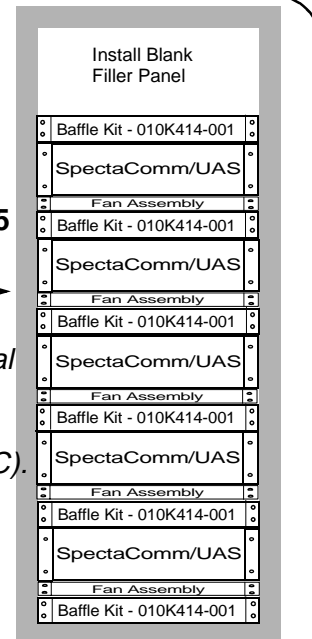 Install Blank
Filler Panel
Baffle Kit - 010K414-001
SpectaComm/UAS
Fan Assembly
5
Baffle Kit - 010K414-001
SpectaComm/UAS
Fan Assembly
Baffle Kit - 010K414-001
al
SpectaComm/UAS
Fan Assembly
Baffle Kit - 010K414-001
C).
SpectaComm/UAS
Fan Assembly
Baffle Kit - 010K414-001
SpectaComm/UAS
Fan Assembly
Baffle Kit - 010K414-001